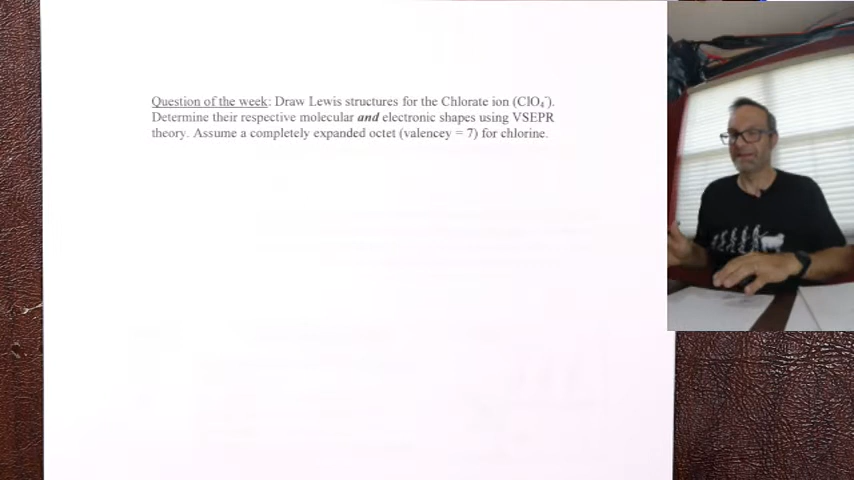 Question of the week: Draw Lewis structures for the Chlorate ion (ClO₄⁻).
Determine their respective molecular and electronic shapes using VSEPR
theory. Assume a completely expanded octet (valencey = 7) for chlorine.